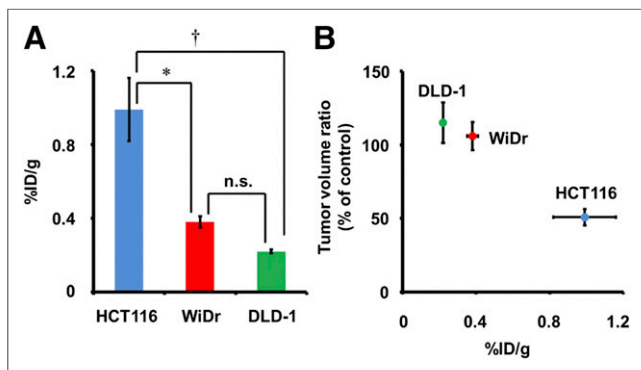 A
†
*
n.s.
%ID/g
1.2
0.8
0.4
0
HCT116 WiDr DLD-1
B
Tumor volume ratio
(% of control)
150
100
50
0
DLD-1
WiDr
HCT116
0 0.4 0.8 1.2
%ID/g